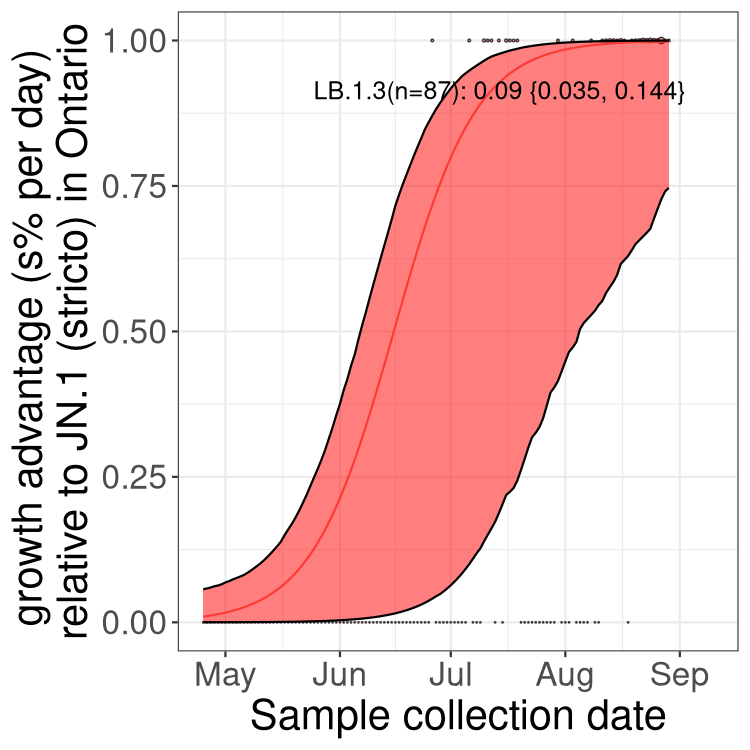 growth advantage (s% per day)
relative to JN.1 (stricto) in Ontario
1.00
0.75
0.50
0.25
0.00
LB.1.3(n=87): 0.09 {0.035, 0.144}
May Jun Jul Aug Sep
Sample collection date